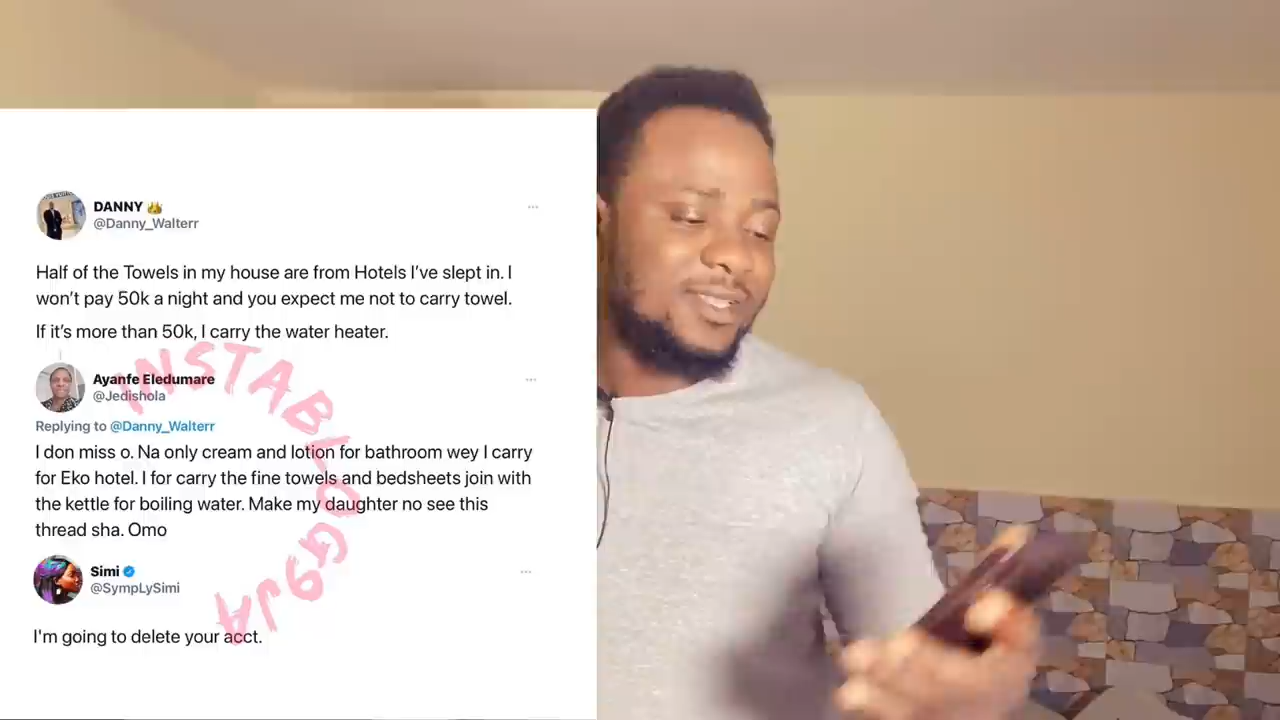 DANNY
@Danny_Walterr
Half of the Towels in my house are from Hotels I’ve slept in. I
won’t pay 50k a night and you expect me not to carry towel.
If it’s more than 50k, I carry the water heater.
Ayanfe Eledumare
@Jedishola
Replying to @Danny_Walterr
I don miss o. Na only cream and lotion for bathroom wey I carry
for Eko hotel. I for carry the fine towels and bedsheets join with
the kettle for boiling water. Make my daughter no see this
thread sha. Omo
Simi
@SympLySimi
I'm going to delete your acct.
INSTABLOG9JA